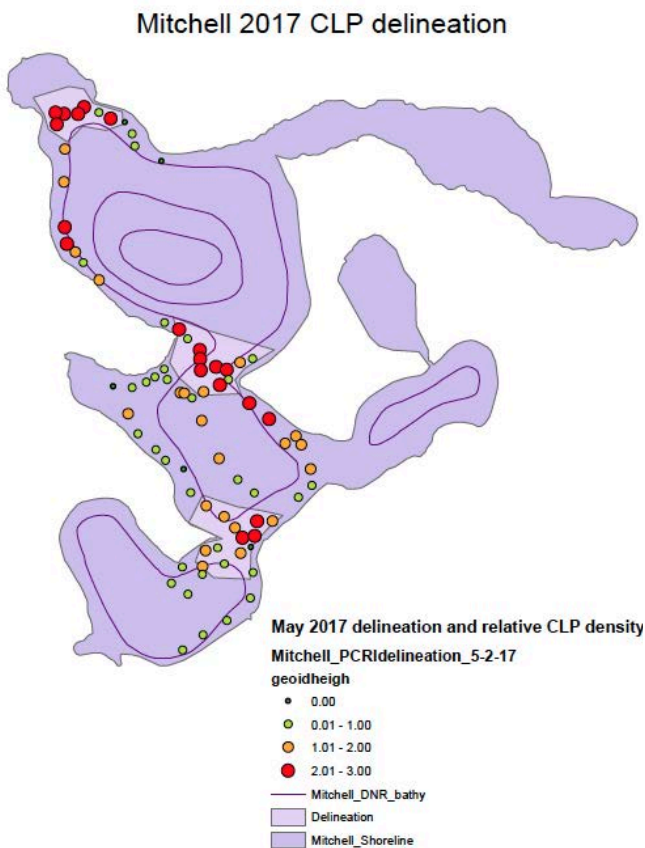 Mitchell 2017 CLP delineation
May 2017 delineation and relative CLP density
Mitchell_PCRIdelineation_5-2-17
geoidheigh
0.00
0.01 - 1.00
1.01 - 2.00
2.01 - 3.00
Mitchell_DNR_bathy
Delineation
Mitchell_Shoreline